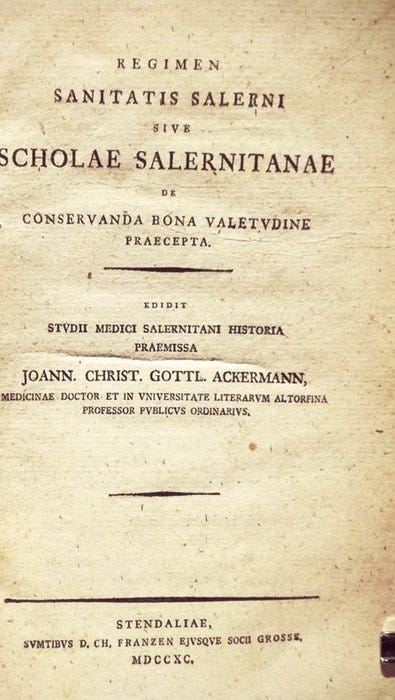 REGIMEN
SANITATIS SALERNI
SIVE
SCHOLAE SALERNITANAE
DE
CONSERVANDA BONA VALETVDINE
PRAECEPTA.
EDIDIT
STVDII MEDICI SALERNITANI HISTORIA
PRAEMISSA
JOANN. CHRIST. GOTTL. ACKERMANN,
MEDICINAE DOCTOR ET IN VNIVERSITATE LITERARVM ALTORFINA
PROFESSOR PVBLICVS ORDINARIVS.
STENDALIAE,
SVMTIBVS D. CH. FRANZEN EJVSQVE SOCII GROSSE.
MDCCXC.